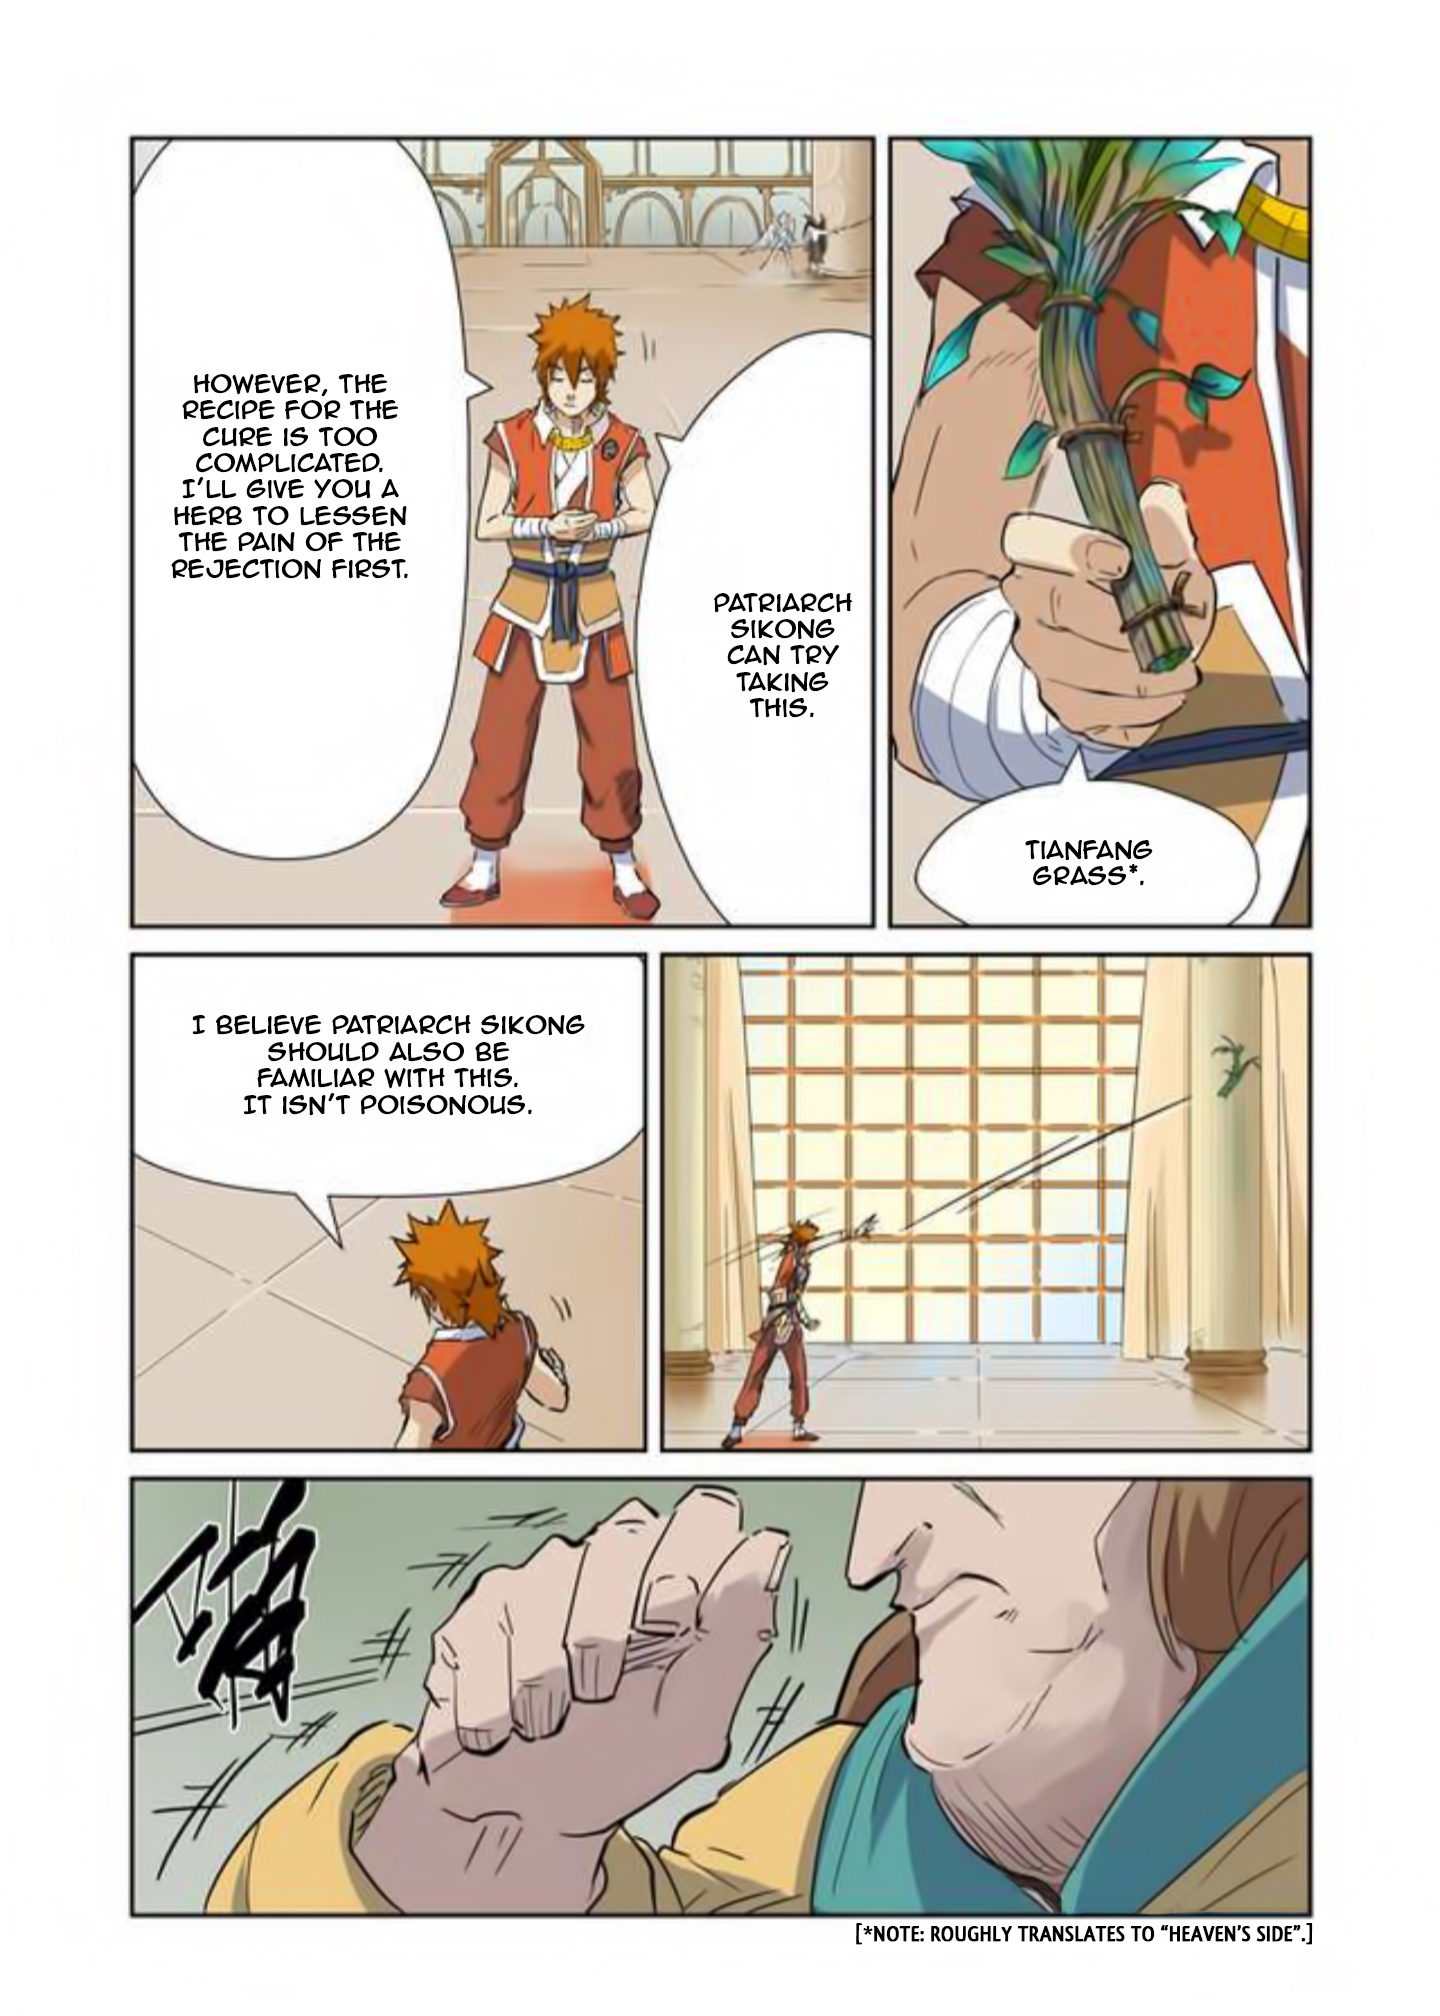 HOWEVER, THE
RECIPE FOR THE
CURE IS TOO
COMPLICATED.
I'LL GIVE YOU A
HERB TO LESSEN
THE PAIN OF THE
REJECTION FIRST.
PATRIARCH
SIKONG
CAN TRY
TAKING
THIS.
TIANFANG
GRASS*.
I BELIEVE PATRIARCH SIKONG
SHOULD ALSO BE
FAMILIAR WITH THIS.
IT ISN'T POISONOUS.
[*NOTE: ROUGHLY TRANSLATES TO “HEAVEN'S SIDE”.]